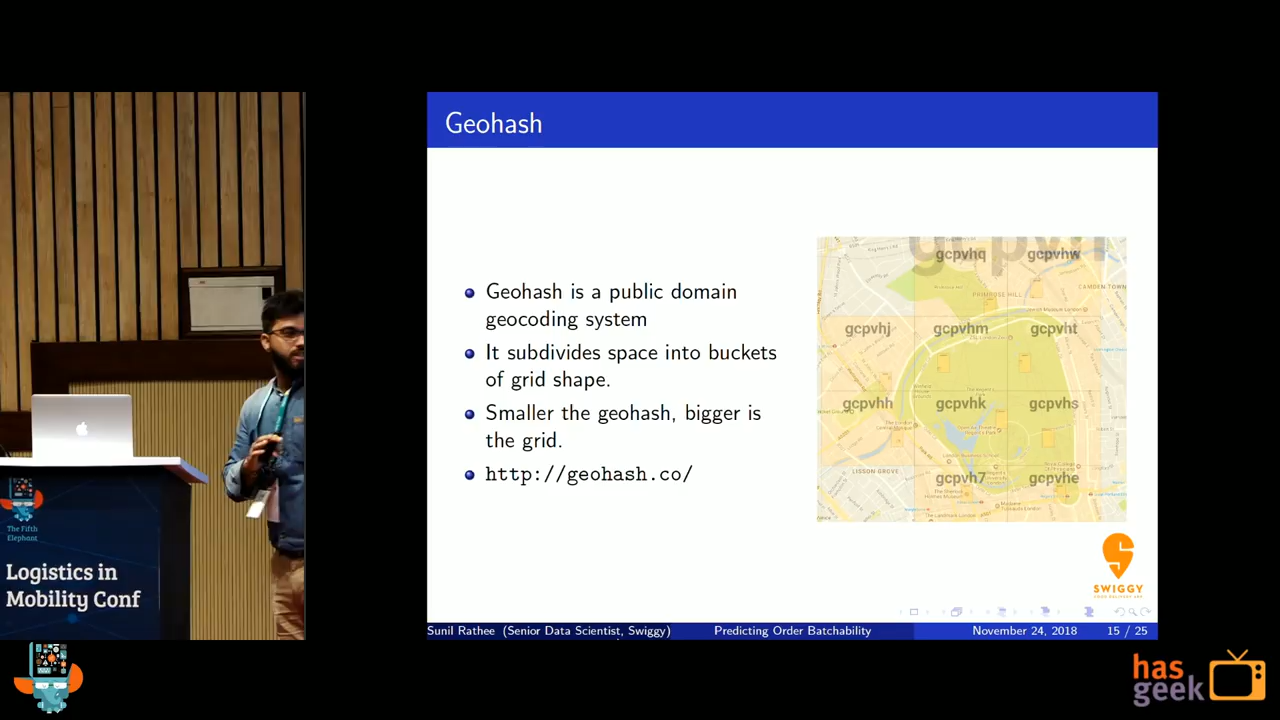 Geohash
Geohash is a public domain
geocoding system
It subdivides space into buckets
of grid shape.
Smaller the geohash, bigger is
the grid.
http://geohash.co/
gcpvhq gcpvhw
PRIMROSE HILL
CAMDEN TOWN
gcpvhj gcpvhm gcpvht
gcpvhh gcpvhk gcpvhs
LISSON GROVE
gcpvh7 gcpvhe
SWIGGY
Sunil Rathee (Senior Data Scientist, Swiggy) Predicting Order Batchability November 24, 2018 15 / 25
The Fifth
Elephant
Logistics in
Mobility Conf
has
geek